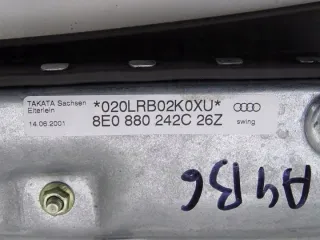 TAKATA Sachsen
Elterlein
14.06.2001
*020LRB02K0XU*
8E0 880 242C 26Z
swing
A4B6